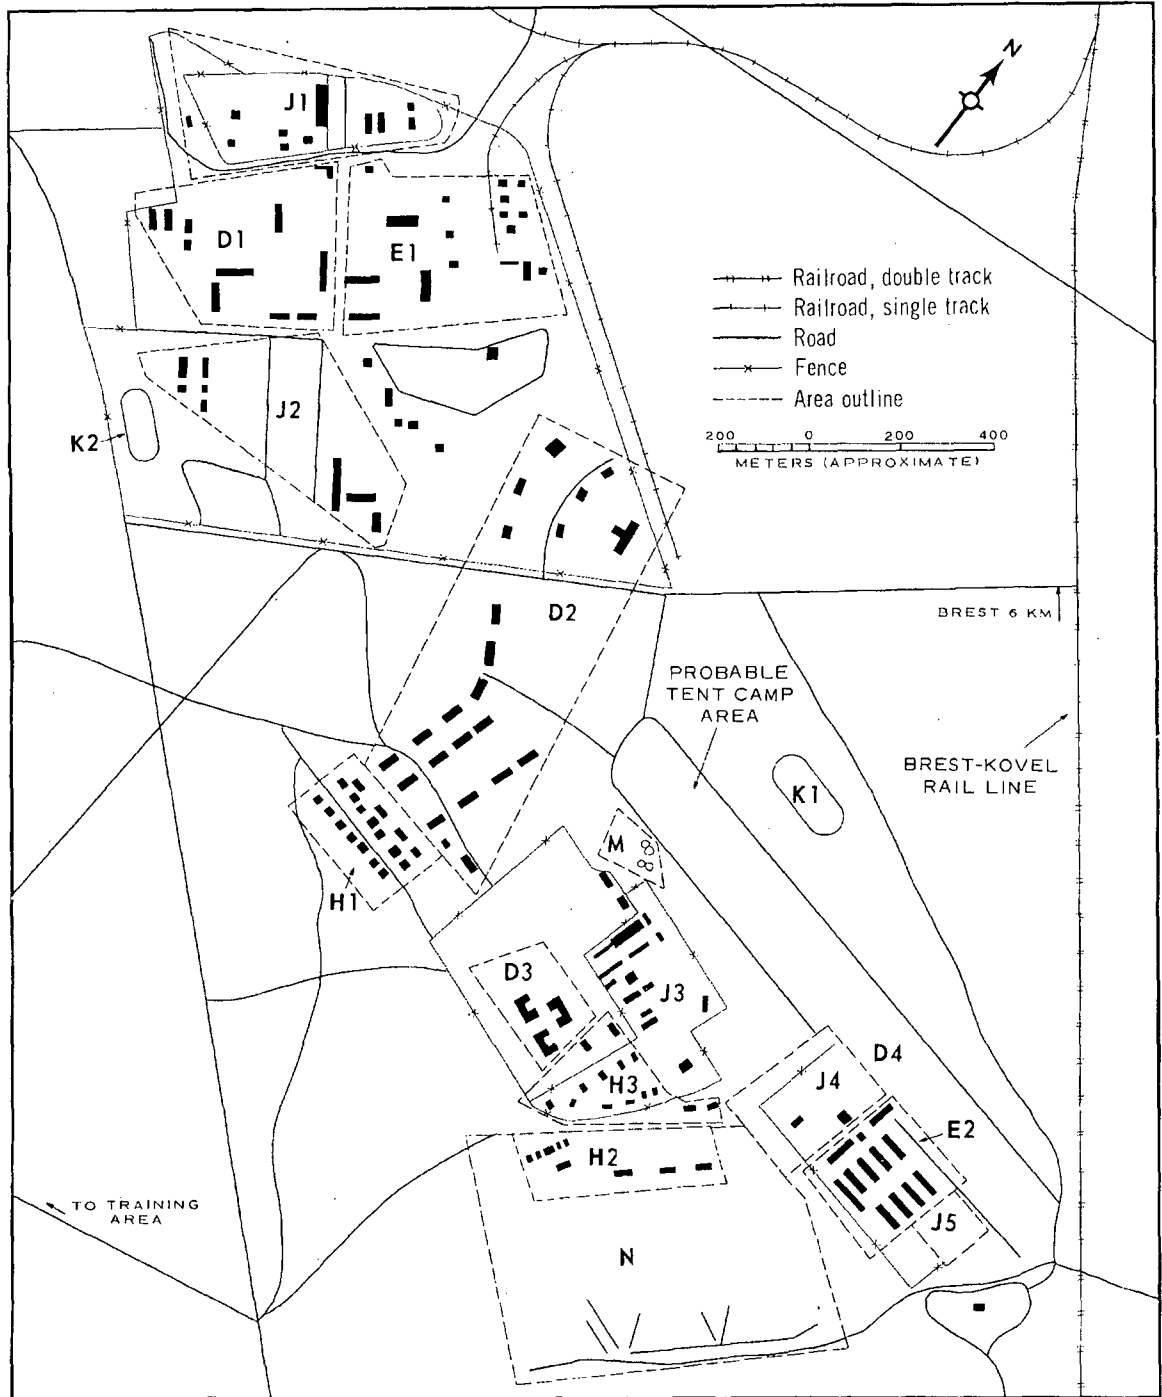 N
J1
D1
E1
Railroad, double track
Railroad, single track
Road
Fence
Area outline
200 0 200 400
METERS (APPROXIMATE)
J2
K2
D2
BREST 6 KM
PROBABLE
TENT CAMP
AREA
BREST-KOVEL
RAIL LINE
K1
M
H1
D3
J3
D4
J4
H3
E2
H2
J5
TO TRAINING
AREA
N